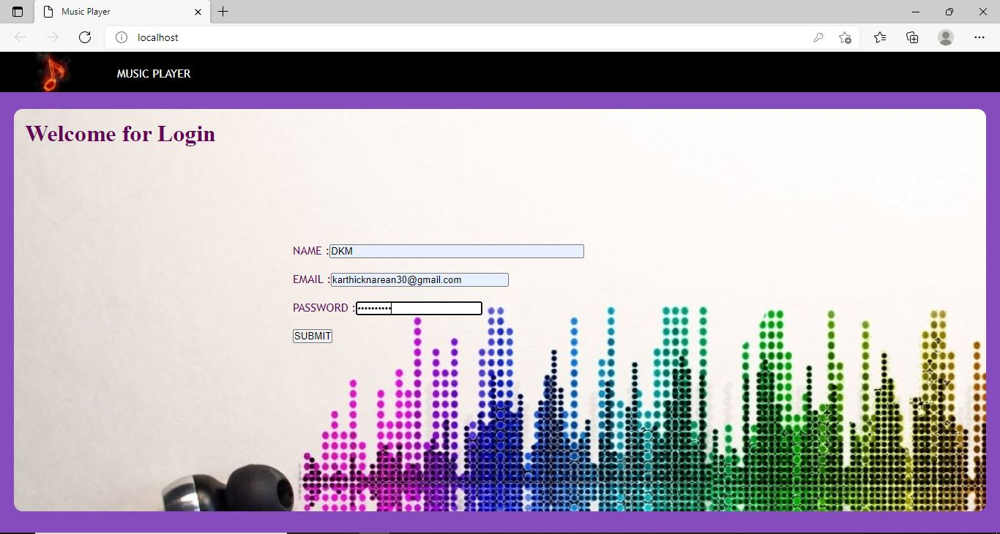 Music Player
localhost
MUSIC PLAYER
Welcome for Login
NAME :DKM
EMAIL :karthicknarean30@gmail.com
PASSWORD :••••••••••
SUBMIT